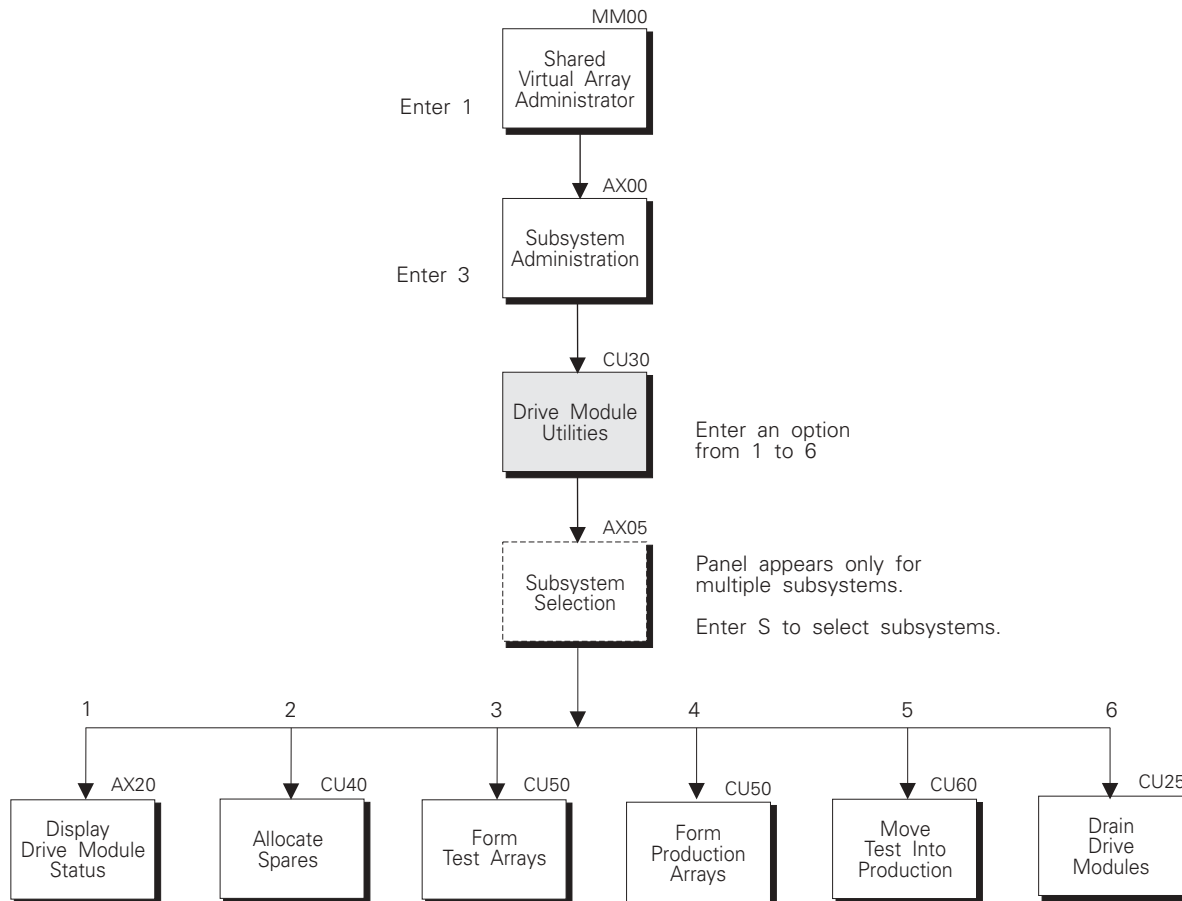 MM00
Shared
Virtual Array
Administrator
Enter 1
AX00
Subsystem
Administration
Enter 3
CU30
Drive Module
Utilities
Enter an option
from 1 to 6
AX05
Subsystem
Selection
Panel appears only for
multiple subsystems.
Enter S to select subsystems.
1 2 3 4 5 6
AX20
Display
Drive Module
Status
CU40
Allocate
Spares
CU50
Form
Test Arrays
CU50
Form
Production
Arrays
CU60
Move
Test Into
Production
CU25
Drain
Drive
Modules